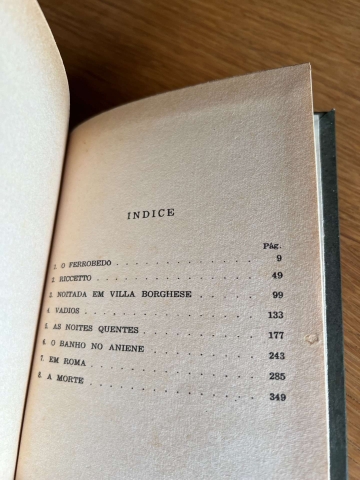 INDICE
Pág.
1. O FERROBEDO . . . . . . . . . . . . 9
2. RICCETTO . . . . . . . . . . . . . 49
3. NOITADA EM VILLA BORGHESE . . . . 99
4. VADIOS . . . . . . . . . . . . . . 133
5. AS NOITES QUENTES . . . . . . . . 177
6. O BANHO NO ANIENE . . . . . . . . 243
7. EM ROMA . . . . . . . . . . . . . 285
8. A MORTE . . . . . . . . . . . . . 349